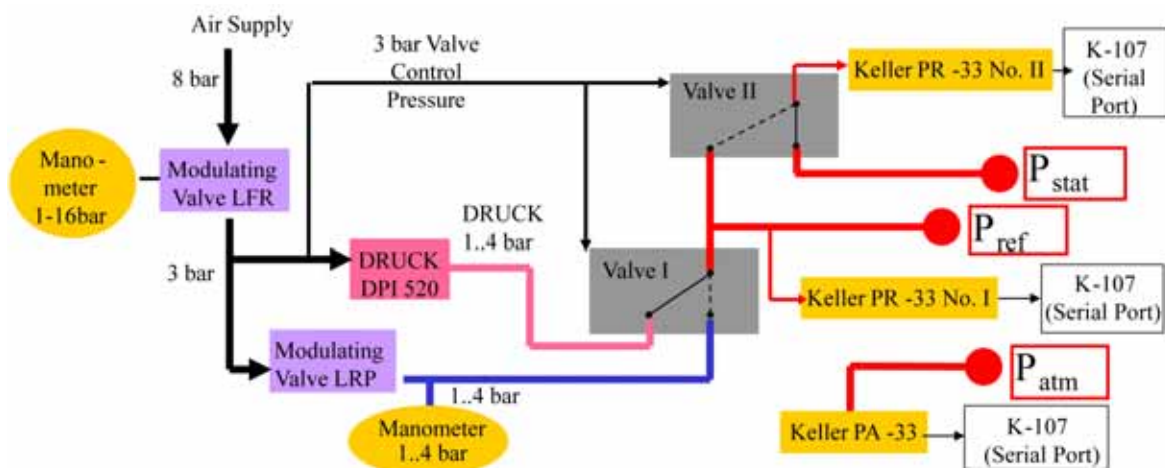 Air Supply
8 bar
Mano -
meter
1-16bar
Modulating
Valve LFR
3 bar
3 bar Valve
Control
Pressure
DRUCK
1..4 bar
DRUCK
DPI 520
Modulating
Valve LRP
1..4 bar
Manometer
1..4 bar
Valve I
Valve II
Keller PR -33 No. II
K-107
(Serial
Port)
P stat
P ref
Keller PR -33 No. I
K-107
(Serial Port)
P atm
Keller PA -33
K-107
(Serial Port)